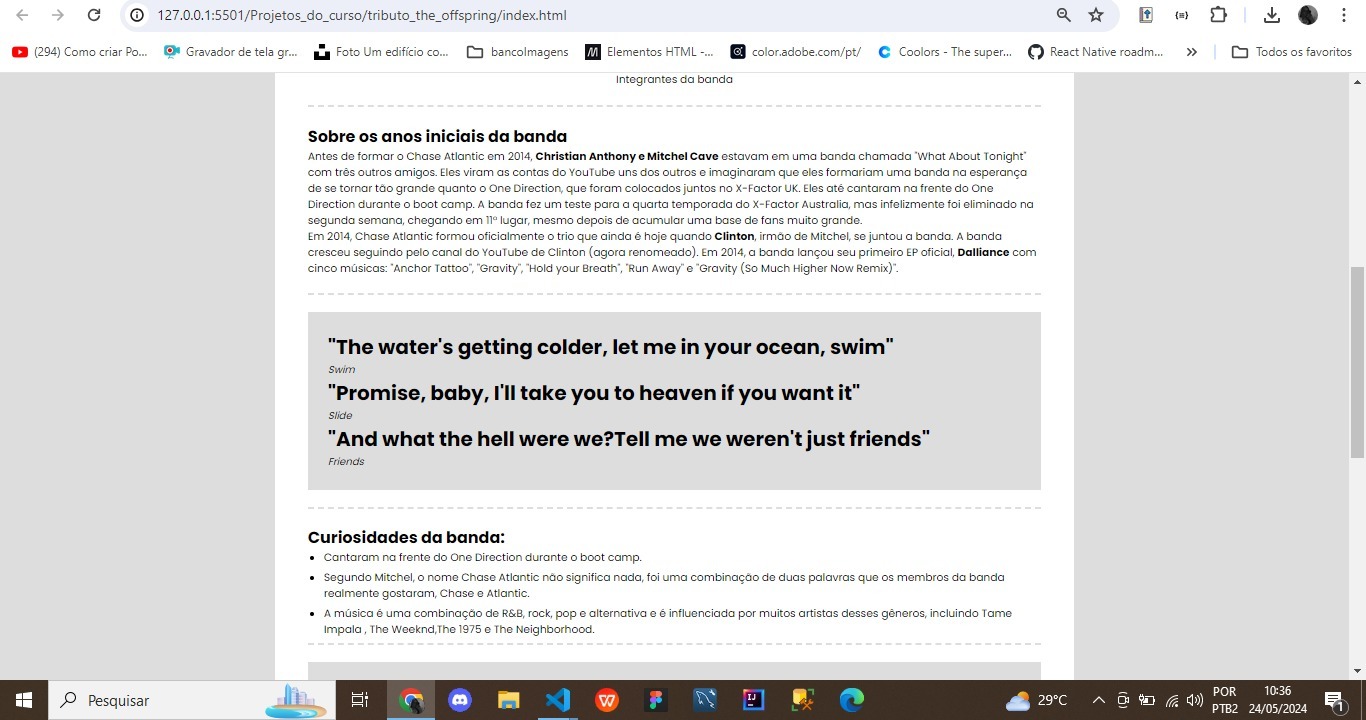 127.0.0.1:5501/Projetos_do_curso/tributo_the_offspring/index.html
(294) Como criar Po...
Gravador de tela gr...
Foto Um edifício co...
bancoImagens
Elementos HTML -...
color.adobe.com/pt/
Coolors - The super...
React Native roadm...
Todos os favoritos
Integrantes da banda
Sobre os anos iniciais da banda
Antes de formar o Chase Atlantic em 2014, Christian Anthony e Mitchel Cave estavam em uma banda chamada "What About Tonight"
com três outros amigos. Eles viram as contas do YouTube uns dos outros e imaginaram que eles formariam uma banda na esperança
de se tornar tão grande quanto o One Direction, que foram colocados juntos no X-Factor UK. Eles até cantaram na frente do One
Direction durante o boot camp. A banda fez um teste para a quarta temporada do X-Factor Australia, mas infelizmente foi eliminado na
segunda semana, chegando em 11º lugar, mesmo depois de acumular uma base de fans muito grande.
Em 2014, Chase Atlantic formou oficialmente o trio que ainda é hoje quando Clinton, irmão de Mitchel, se juntou a banda. A banda
cresceu seguindo pelo canal do YouTube de Clinton (agora renomeado). Em 2014, a banda lançou seu primeiro EP oficial, Dalliance com
cinco músicas: "Anchor Tattoo", "Gravity", "Hold your Breath", "Run Away" e "Gravity (So Much Higher Now Remix)".
"The water's getting colder, let me in your ocean, swim"
Swim
"Promise, baby, I'll take you to heaven if you want it"
Slide
"And what the hell were we?Tell me we weren't just friends"
Friends
Curiosidades da banda:
Cantaram na frente do One Direction durante o boot camp.
Segundo Mitchel, o nome Chase Atlantic não significa nada, foi uma combinação de duas palavras que os membros da banda
realmente gostaram, Chase e Atlantic.
A música é uma combinação de R&B, rock, pop e alternativa e é influenciada por muitos artistas desses gêneros, incluindo Tame
Impala , The Weeknd,The 1975 e The Neighborhood.
Pesquisar
29°C
POR
PTB2
10:36
24/05/2024
1